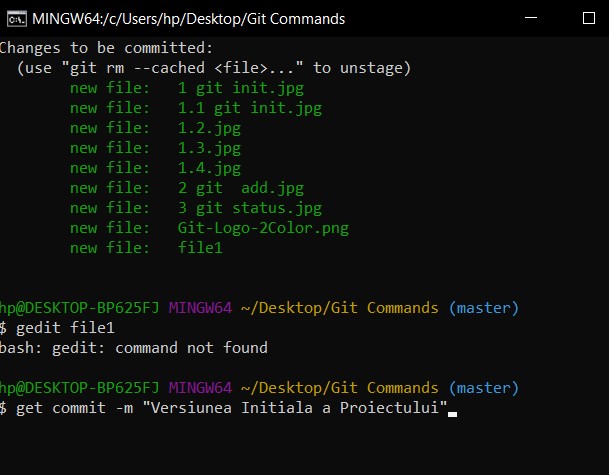 MINGW64:/c/Users/hp/Desktop/Git Commands
Changes to be committed:
(use "git rm --cached <file>..." to unstage)
new file: 1 git init.jpg
new file: 1.1 git init.jpg
new file: 1.2.jpg
new file: 1.3.jpg
new file: 1.4.jpg
new file: 2 git  add.jpg
new file: 3 git status.jpg
new file: Git-Logo-2Color.png
new file: file1
hp@DESKTOP-BP625FJ MINGW64 ~/Desktop/Git Commands (master)
$ gedit file1
bash: gedit: command not found
hp@DESKTOP-BP625FJ MINGW64 ~/Desktop/Git Commands (master)
$ get commit -m "Versiunea Initiala a Proiectului"